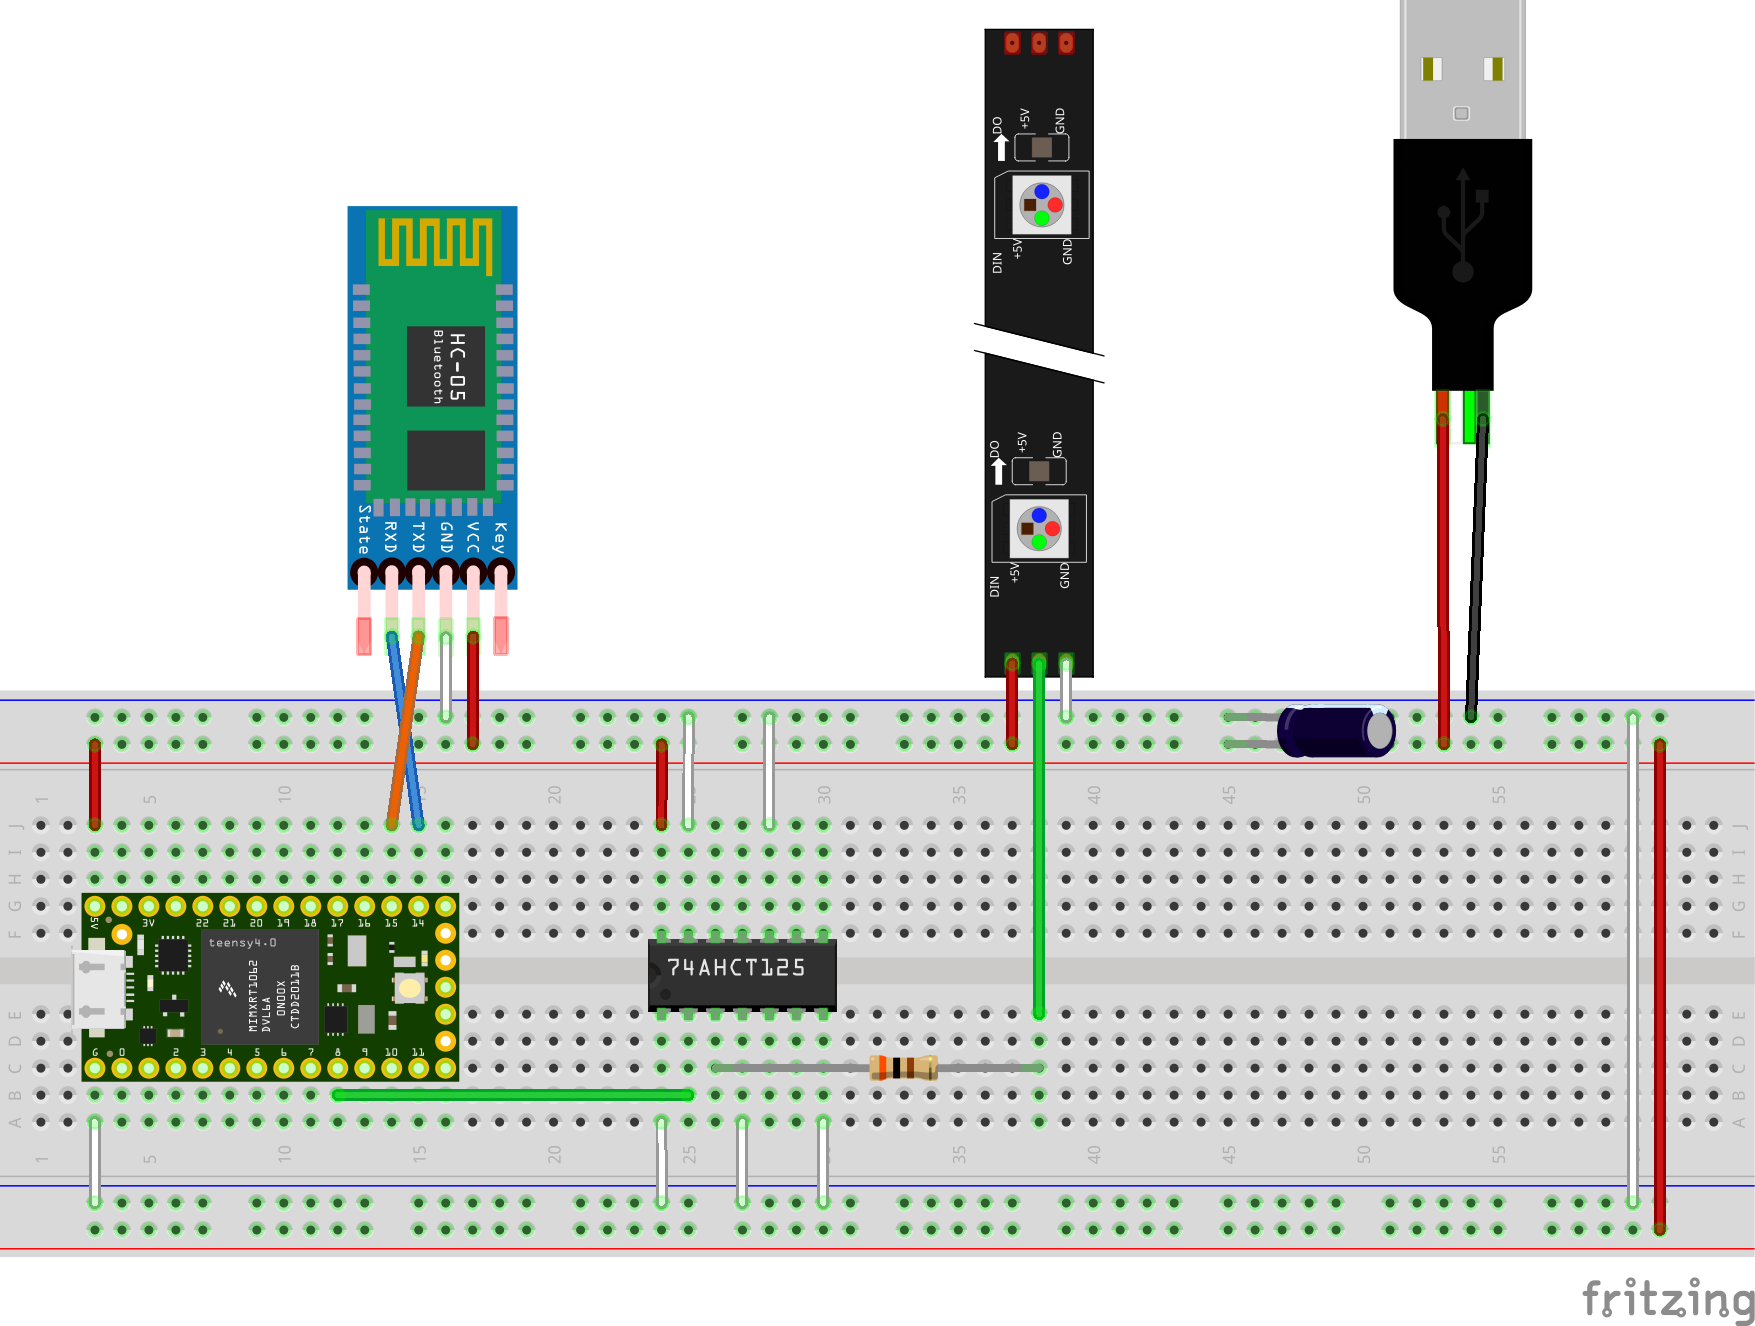 DO +5V GND
DIN +5V GND
HC-05
Bluetooth
DO +5V GND
DIN +5V GND
State RXD TXD GND VCC Key
1 5 10 15 20 25 30 35 40 45 50 55
J J
I I
H H
G G
F F
5V 3V 22 21 20 19 18 17 16 15 14
teensy4.0
MIMXRT1062
DVL6A
0N00X
CTDD2011B
74AHCT125
G 0 2 3 4 5 6 7 8 9 10 11
E E
D D
C C
B B
A A
1 5 10 15 20 25 35 40 45 50 55
fritzing